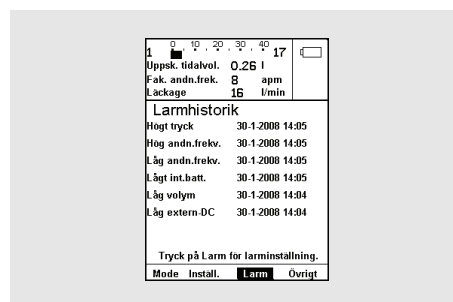 0 10 20 30 40
1 17
Uppsk. tidalvol. 0.26 l
Fak. andn.frek. 8 apm
Läckage 16 l/min
Larmhistorik
Högt tryck 30-1-2008 14:05
Hög andn.frekv. 30-1-2008 14:05
Låg andn.frekv. 30-1-2008 14:05
Lågt int.batt. 30-1-2008 14:05
Låg volym 30-1-2008 14:04
Låg extern-DC 30-1-2008 14:04
Tryck på Larm för larminställning.
Mode Inställ. Larm Övrigt